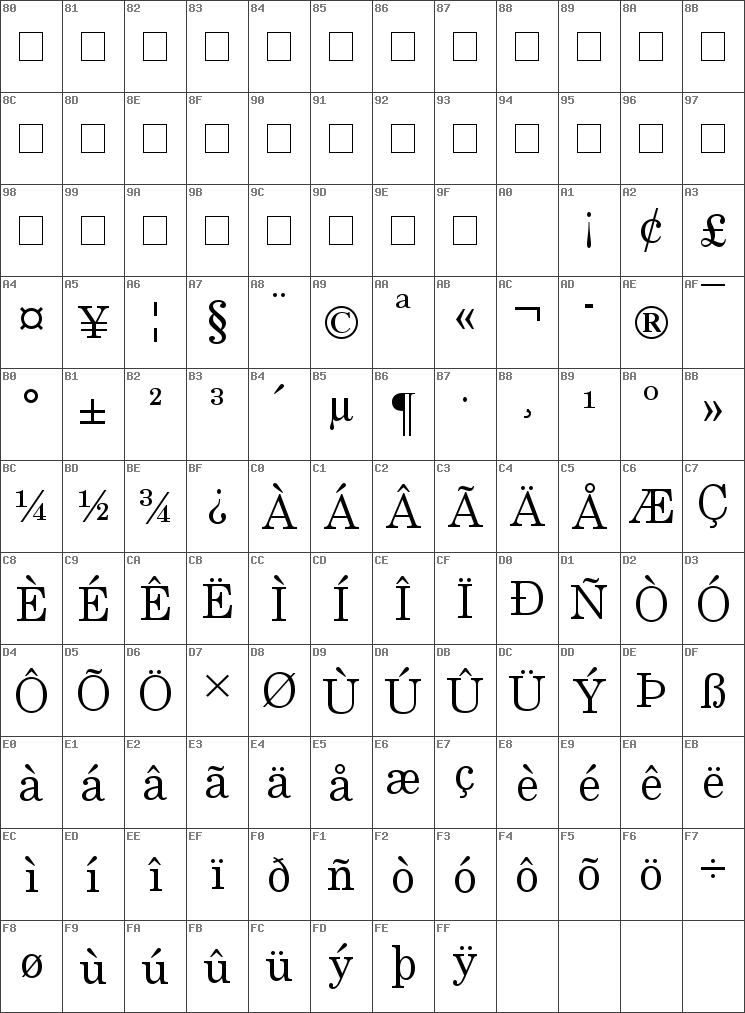 80 81 82 83 84 85 86 87 88 89 8A 8B
□ □ □ □ □ □ □ □ □ □ □ □
8C 8D 8E 8F 90 91 92 93 94 95 96 97
□ □ □ □ □ □ □ □ □ □ □ □
98 99 9A 9B 9C 9D 9E 9F A0 A1 A2 A3
□ □ □ □ □ □ □ □ ¡ ¢ £
A4 A5 A6 A7 A8 A9 AA AB AC AD AE AF
¤ ¥ ¦ § ¨ © ª « ¬ - ® ¯
B0 B1 B2 B3 B4 B5 B6 B7 B8 B9 BA BB
° ± ² ³ ´ µ ¶ · ¸ ¹ º »
BC BD BE BF C0 C1 C2 C3 C4 C5 C6 C7
¼ ½ ¾ ¿ À Á Â Ã Ä Å Æ Ç
C8 C9 CA CB CC CD CE CF D0 D1 D2 D3
È É Ê Ë Ì Í Î Ï Ð Ñ Ò Ó
D4 D5 D6 D7 D8 D9 DA DB DC DD DE DF
Ô Õ Ö × Ø Ù Ú Û Ü Ý Þ ß
E0 E1 E2 E3 E4 E5 E6 E7 E8 E9 EA EB
à á â ã ä å æ ç è é ê ë
EC ED EE EF F0 F1 F2 F3 F4 F5 F6 F7
ì í î ï ð ñ ò ó ô õ ö ÷
F8 F9 FA FB FC FD FE FF
ø ù ú û ü ý þ ÿ